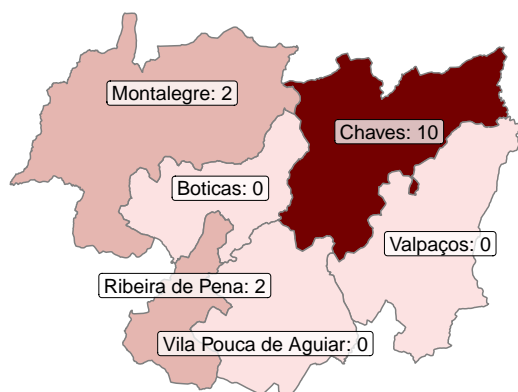 Montalegre: 2
Chaves: 10
Boticas: 0
Valpaços: 0
Ribeira de Pena: 2
Vila Pouca de Aguiar: 0